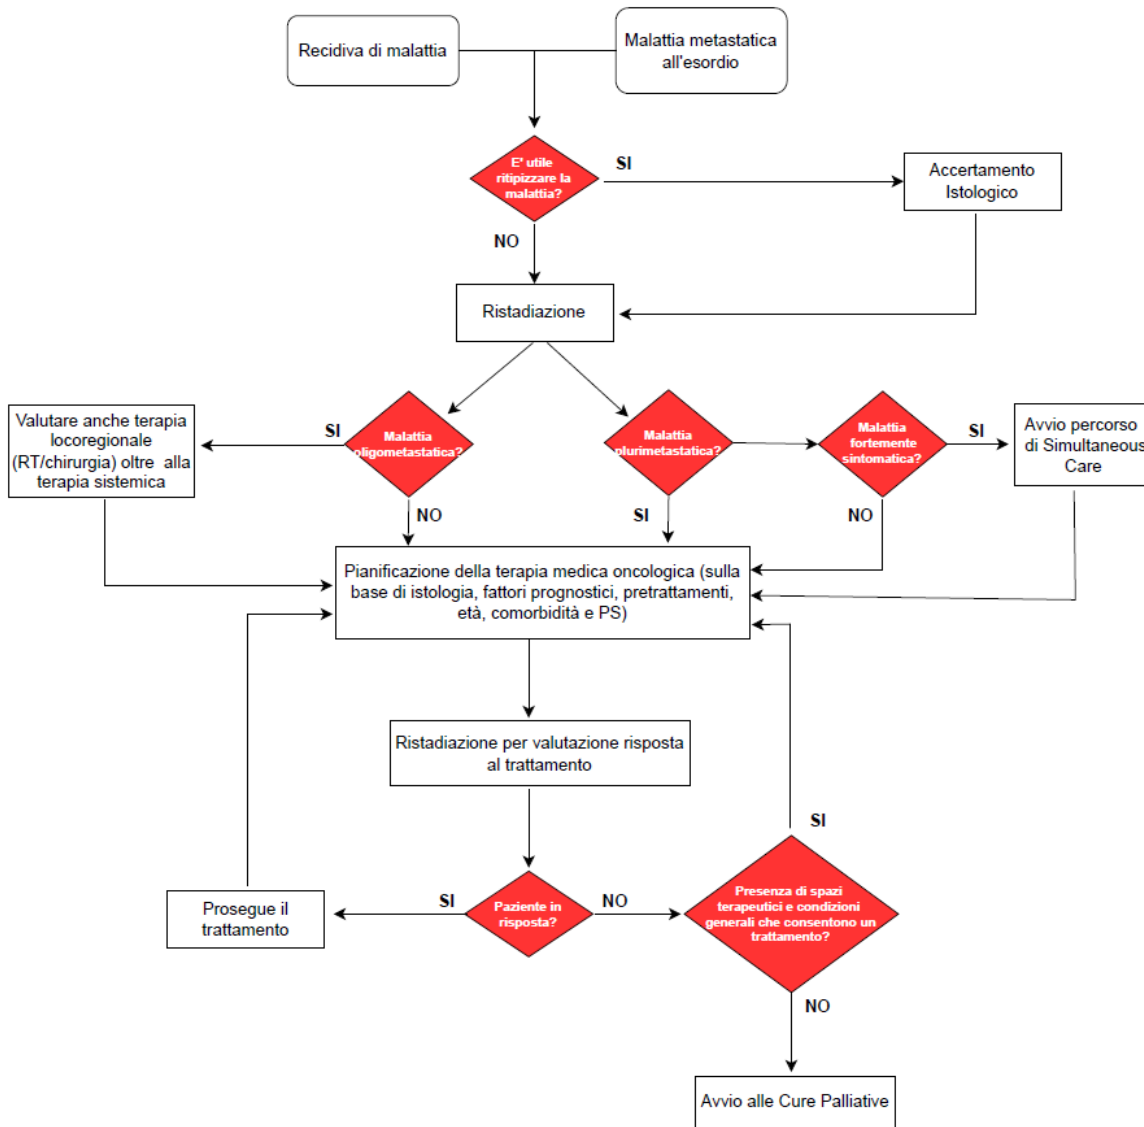 Recidiva di malattia
Malattia metastatica
all'esordio
E' utile
ritipizzare la
malattia?
SI
Accertamento
Istologico
NO
Ristadiazione
Valutare anche terapia
locoregionale
(RT/chirurgia) oltre alla
terapia sistemica
SI
Malattia
oligometastatica?
NO
Malattia
plurimetastatica?
SI
Malattia
fortemente
sintomatica?
SI
NO
Avvio percorso
di Simultaneous
Care
Pianificazione della terapia medica oncologica (sulla
base di istologia, fattori prognostici, pretrattamenti,
età, comorbidità e PS)
Ristadiazione per valutazione risposta
al trattamento
Prosegue il
trattamento
SI
Paziente in
risposta?
NO
SI
Presenza di spazi
terapeutici e condizioni
generali che consentono un
trattamento?
NO
Avvio alle Cure Palliative